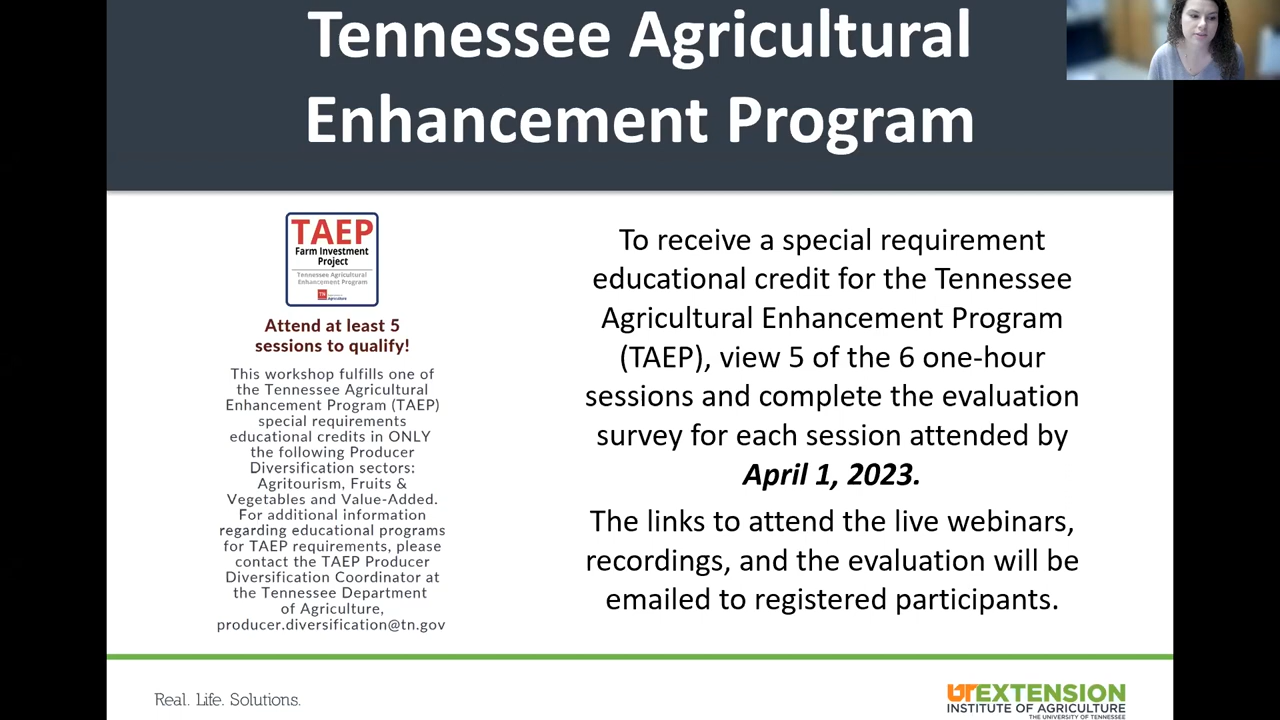 Tennessee Agricultural
Enhancement Program
TAEP
Farm Investment
Project
Tennessee Agricultural
Enhancement Program
TN
Agriculture
Attend at least 5
sessions to qualify!
This workshop fulfills one of
the Tennessee Agricultural
Enhancement Program (TAEP)
special requirements
educational credits in ONLY
the following Producer
Diversification sectors:
Agritourism, Fruits &
Vegetables and Value-Added.
For additional information
regarding educational programs
for TAEP requirements, please
contact the TAEP Producer
Diversification Coordinator at
the Tennessee Department
of Agriculture,
producer.diversification@tn.gov
To receive a special requirement
educational credit for the Tennessee
Agricultural Enhancement Program
(TAEP), view 5 of the 6 one-hour
sessions and complete the evaluation
survey for each session attended by
April 1, 2023.
The links to attend the live webinars,
recordings, and the evaluation will be
emailed to registered participants.
Real. Life. Solutions.
UT EXTENSION
INSTITUTE OF AGRICULTURE
THE UNIVERSITY OF TENNESSEE